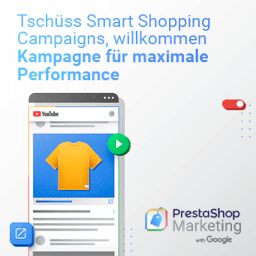 Tschüss Smart Shopping
Campaigns, willkommen
Kampagne für maximale
Performance
YouTube
PrestaShop
Marketing
with Google